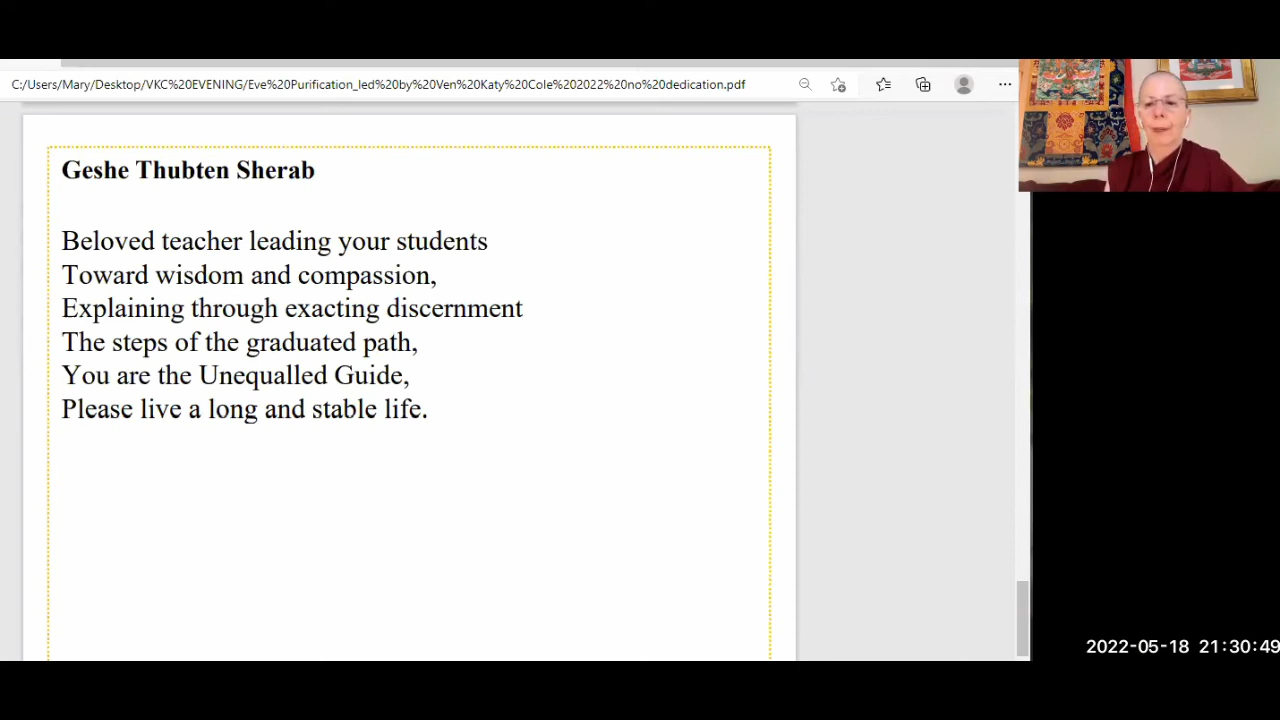 C:/Users/Mary/Desktop/VKC%20EVENING/Eve%20Purification_led%20by%20Ven%20Katy%20Cole%202022%20no%20dedication.pdf
Geshe Thubten Sherab
Beloved teacher leading your students
Toward wisdom and compassion,
Explaining through exacting discernment
The steps of the graduated path,
You are the Unequalled Guide,
Please live a long and stable life.
2022-05-18 21:30:49